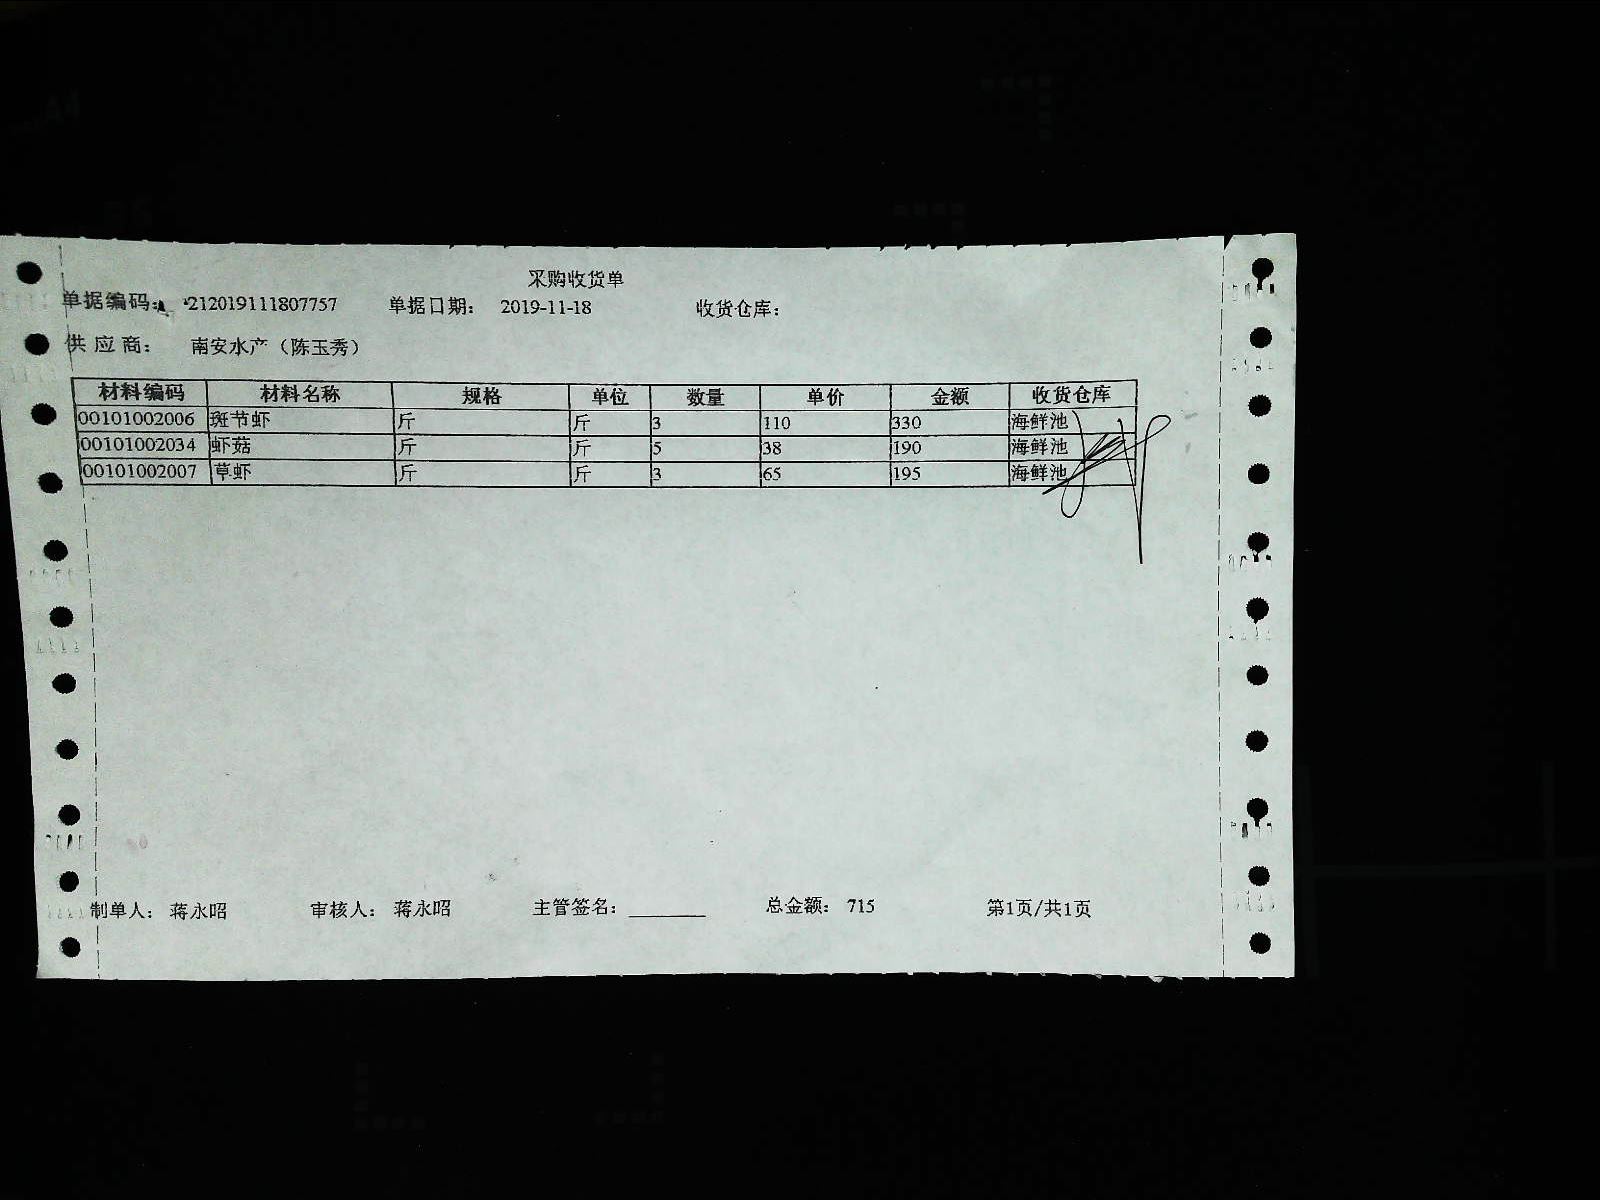 采购收货单
单据编码： 212019111807757 单据日期： 2019-11-18 收货仓库：
供应商： 南安水产（陈玉秀）
材料编码 材料名称 规格 单位 数量 单价 金额 收货仓库
00101002006 斑节虾 斤 斤 3 110 330 海鲜池
00101002034 虾菇 斤 斤 5 38 190 海鲜池
00101002007 草虾 斤 斤 3 65 195 海鲜池
制单人： 蒋永昭 审核人： 蒋永昭 主管签名： 总金额： 715 第1页/共1页